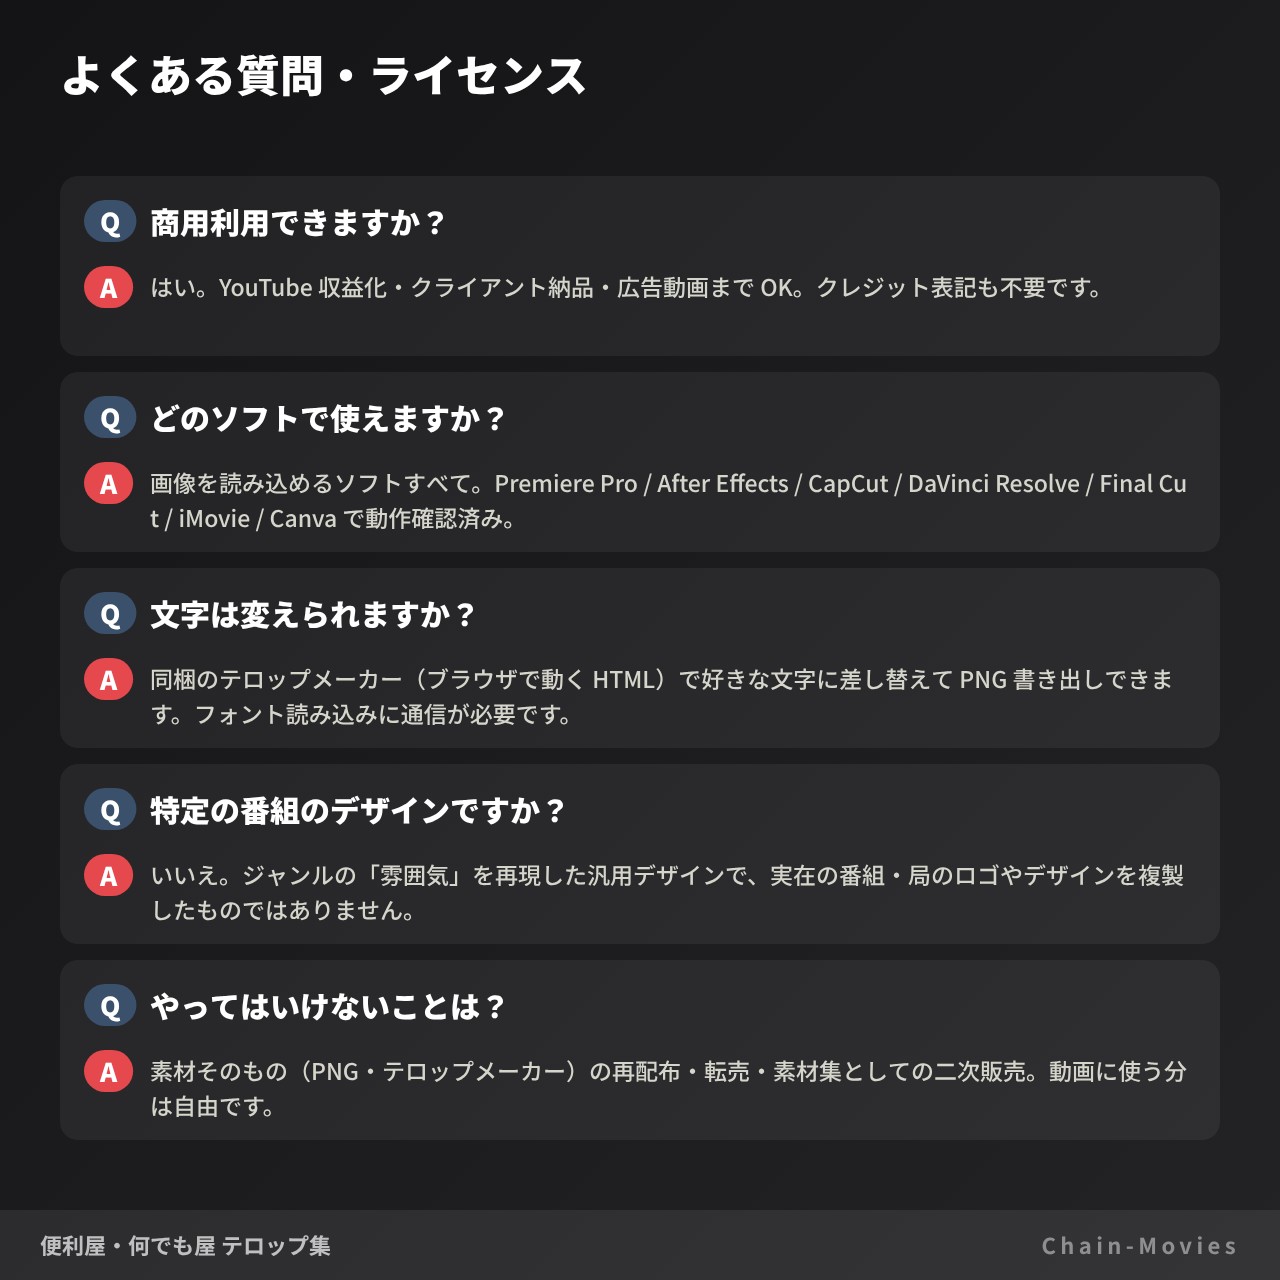 よくある質問・ライセンス
Q 商用利用できますか？
A はい。YouTube 収益化・クライアント納品・広告動画まで OK。クレジット表記も不要です。
Q どのソフトで使えますか？
A 画像を読み込めるソフトすべて。Premiere Pro / After Effects / CapCut / DaVinci Resolve / Final Cu
t / iMovie / Canva で動作確認済み。
Q 文字は変えられますか？
A 同梱のテロップメーカー（ブラウザで動く HTML）で好きな文字に差し替えて PNG 書き出しできま
す。フォント読み込みに通信が必要です。
Q 特定の番組のデザインですか？
A いいえ。ジャンルの「雰囲気」を再現した汎用デザインで、実在の番組・局のロゴやデザインを複製
したものではありません。
Q やってはいけないことは？
A 素材そのもの（PNG・テロップメーカー）の再配布・転売・素材集としての二次販売。動画に使う分
は自由です。
便利屋・何でも屋 テロップ集
Chain-Movies